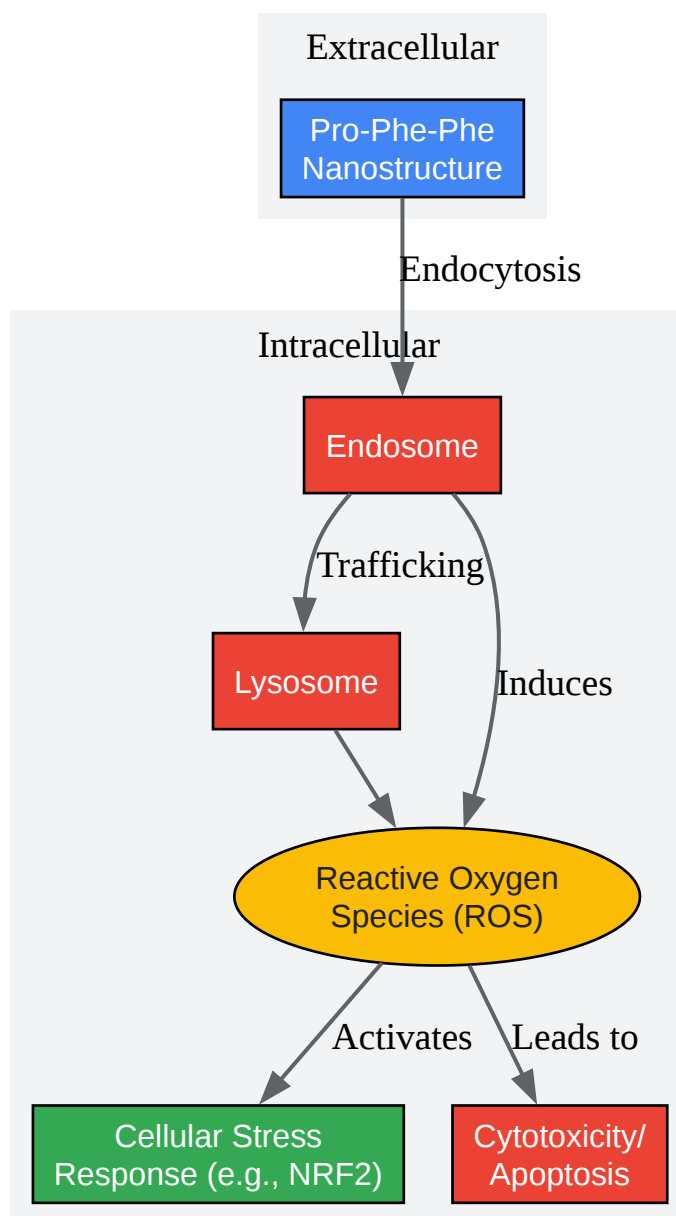 Extracellular
Pro-Phe-Phe
Nanostructure
Endocytosis
Intracellular
Endosome
Trafficking
Lysosome
Induces
Reactive Oxygen
Species (ROS)
Activates
Leads to
Cellular Stress
Response (e.g., NRF2)
Cytotoxicity/
Apoptosis